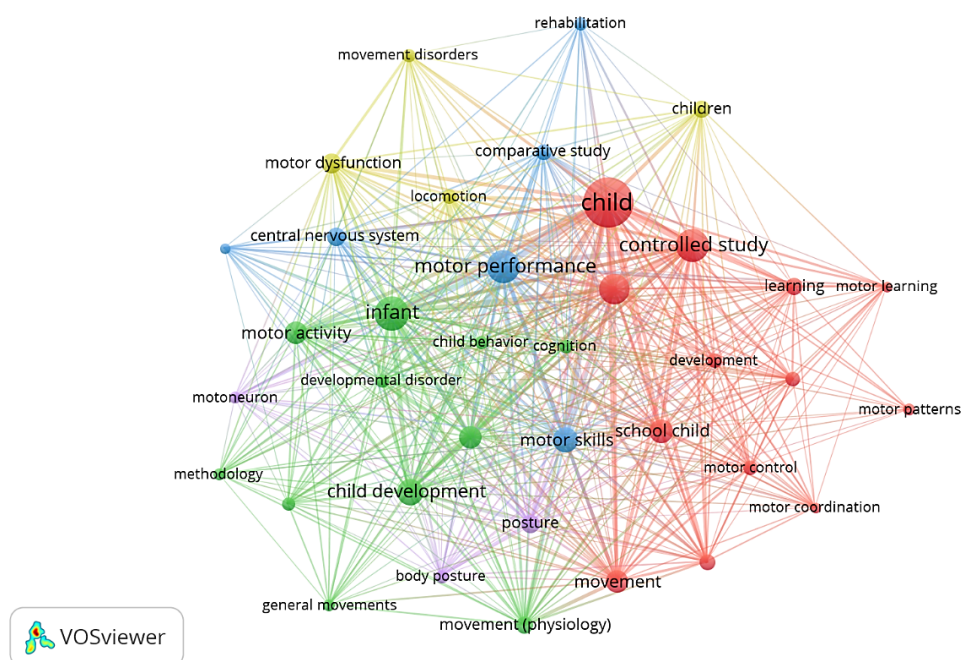 rehabilitation
movement disorders
children
comparative study
motor dysfunction
locomotion
child
central nervous system
controlled study
motor performance
learning
motor learning
infant
motor activity
child behavior
cognition
development
developmental disorder
motoneuron
motor patterns
school child
motor skills
motor control
methodology
child development
motor coordination
posture
body posture
movement
general movements
movement (physiology)
VOSviewer